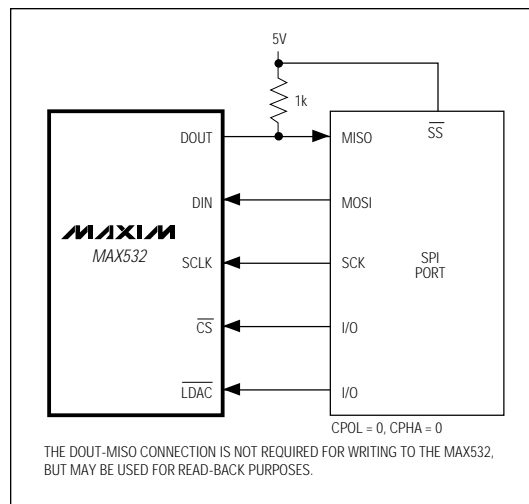 5V
1k
DOUT
MISO
SS
DIN
MOSI
MAXIM
MAX532
SCLK
SCK
SPI
PORT
CS
I/O
LDAC
I/O
CPOL = 0, CPHA = 0
THE DOUT-MISO CONNECTION IS NOT REQUIRED FOR WRITING TO THE MAX532,
BUT MAY BE USED FOR READ-BACK PURPOSES.